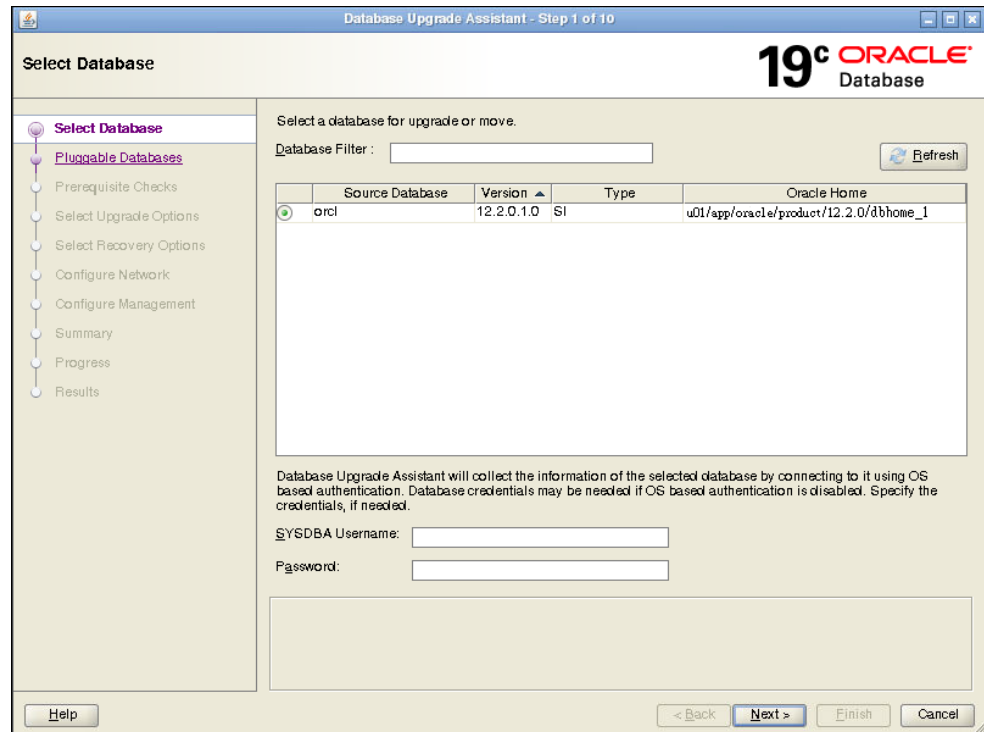 Database Upgrade Assistant - Step 1 of 10
Select Database
19c ORACLE
Database
Select Database
Pluggable Databases
Prerequisite Checks
Select Upgrade Options
Select Recovery Options
Configure Network
Configure Management
Summary
Progress
Results
Select a database for upgrade or move.
Database Filter :
Refresh
Source Database Version Type Oracle Home
orcl 12.2.0.1.0 SI u01/app/oracle/product/12.2.0/dbhome_1
Database Upgrade Assistant will collect the information of the selected database by connecting to it using OS
based authentication. Database credentials may be needed if OS based authentication is disabled. Specify the
credentials, if needed.
SYSDBA Username:
Password:
Help
< Back
Next >
Finish
Cancel